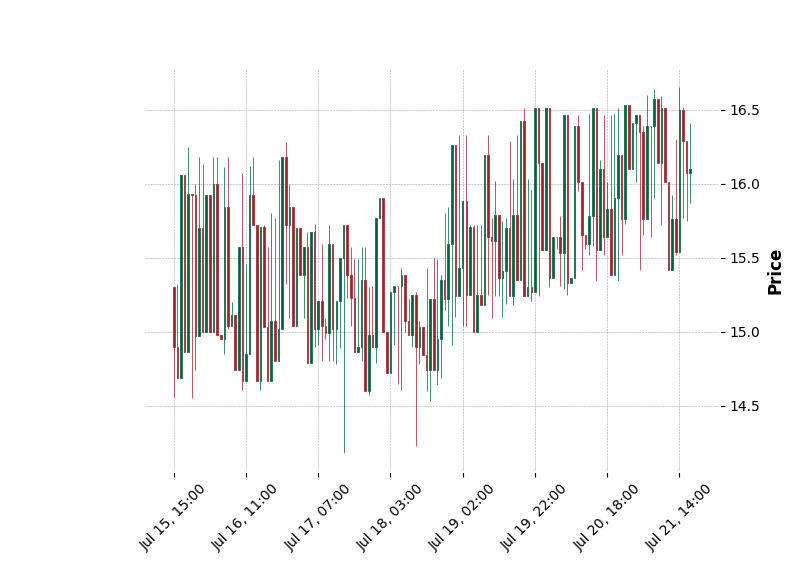 16.5
16.0
15.5
15.0
14.5
Price
Jul 15, 15:00
Jul 16, 11:00
Jul 17, 07:00
Jul 18, 03:00
Jul 19, 02:00
Jul 19, 22:00
Jul 20, 18:00
Jul 21, 14:00